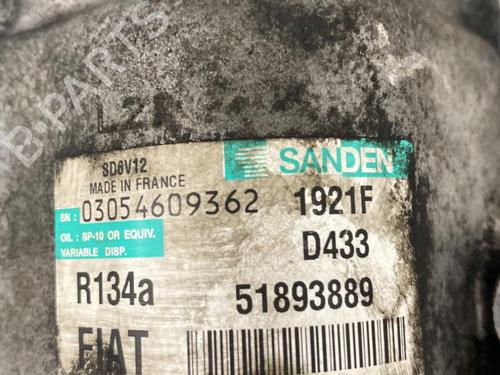 B-PARTS
SD6V12
MADE IN FRANCE
SANDEN
SN: 03054609362
1921F
OIL: SP-10 OR EQUIV.
VARIABLE DISP.
D433
R134a
51893889
FIAT